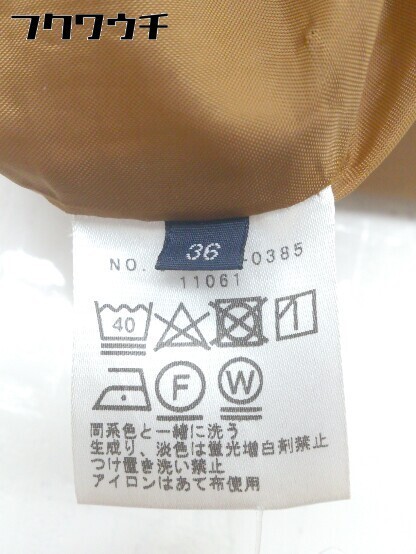 フクワウチ
36
NO. -0385
11061
40
F W
同系色と一緒に洗う
生成り、淡色は蛍光増白剤禁止
つけ置き洗い禁止
アイロンはあて布使用